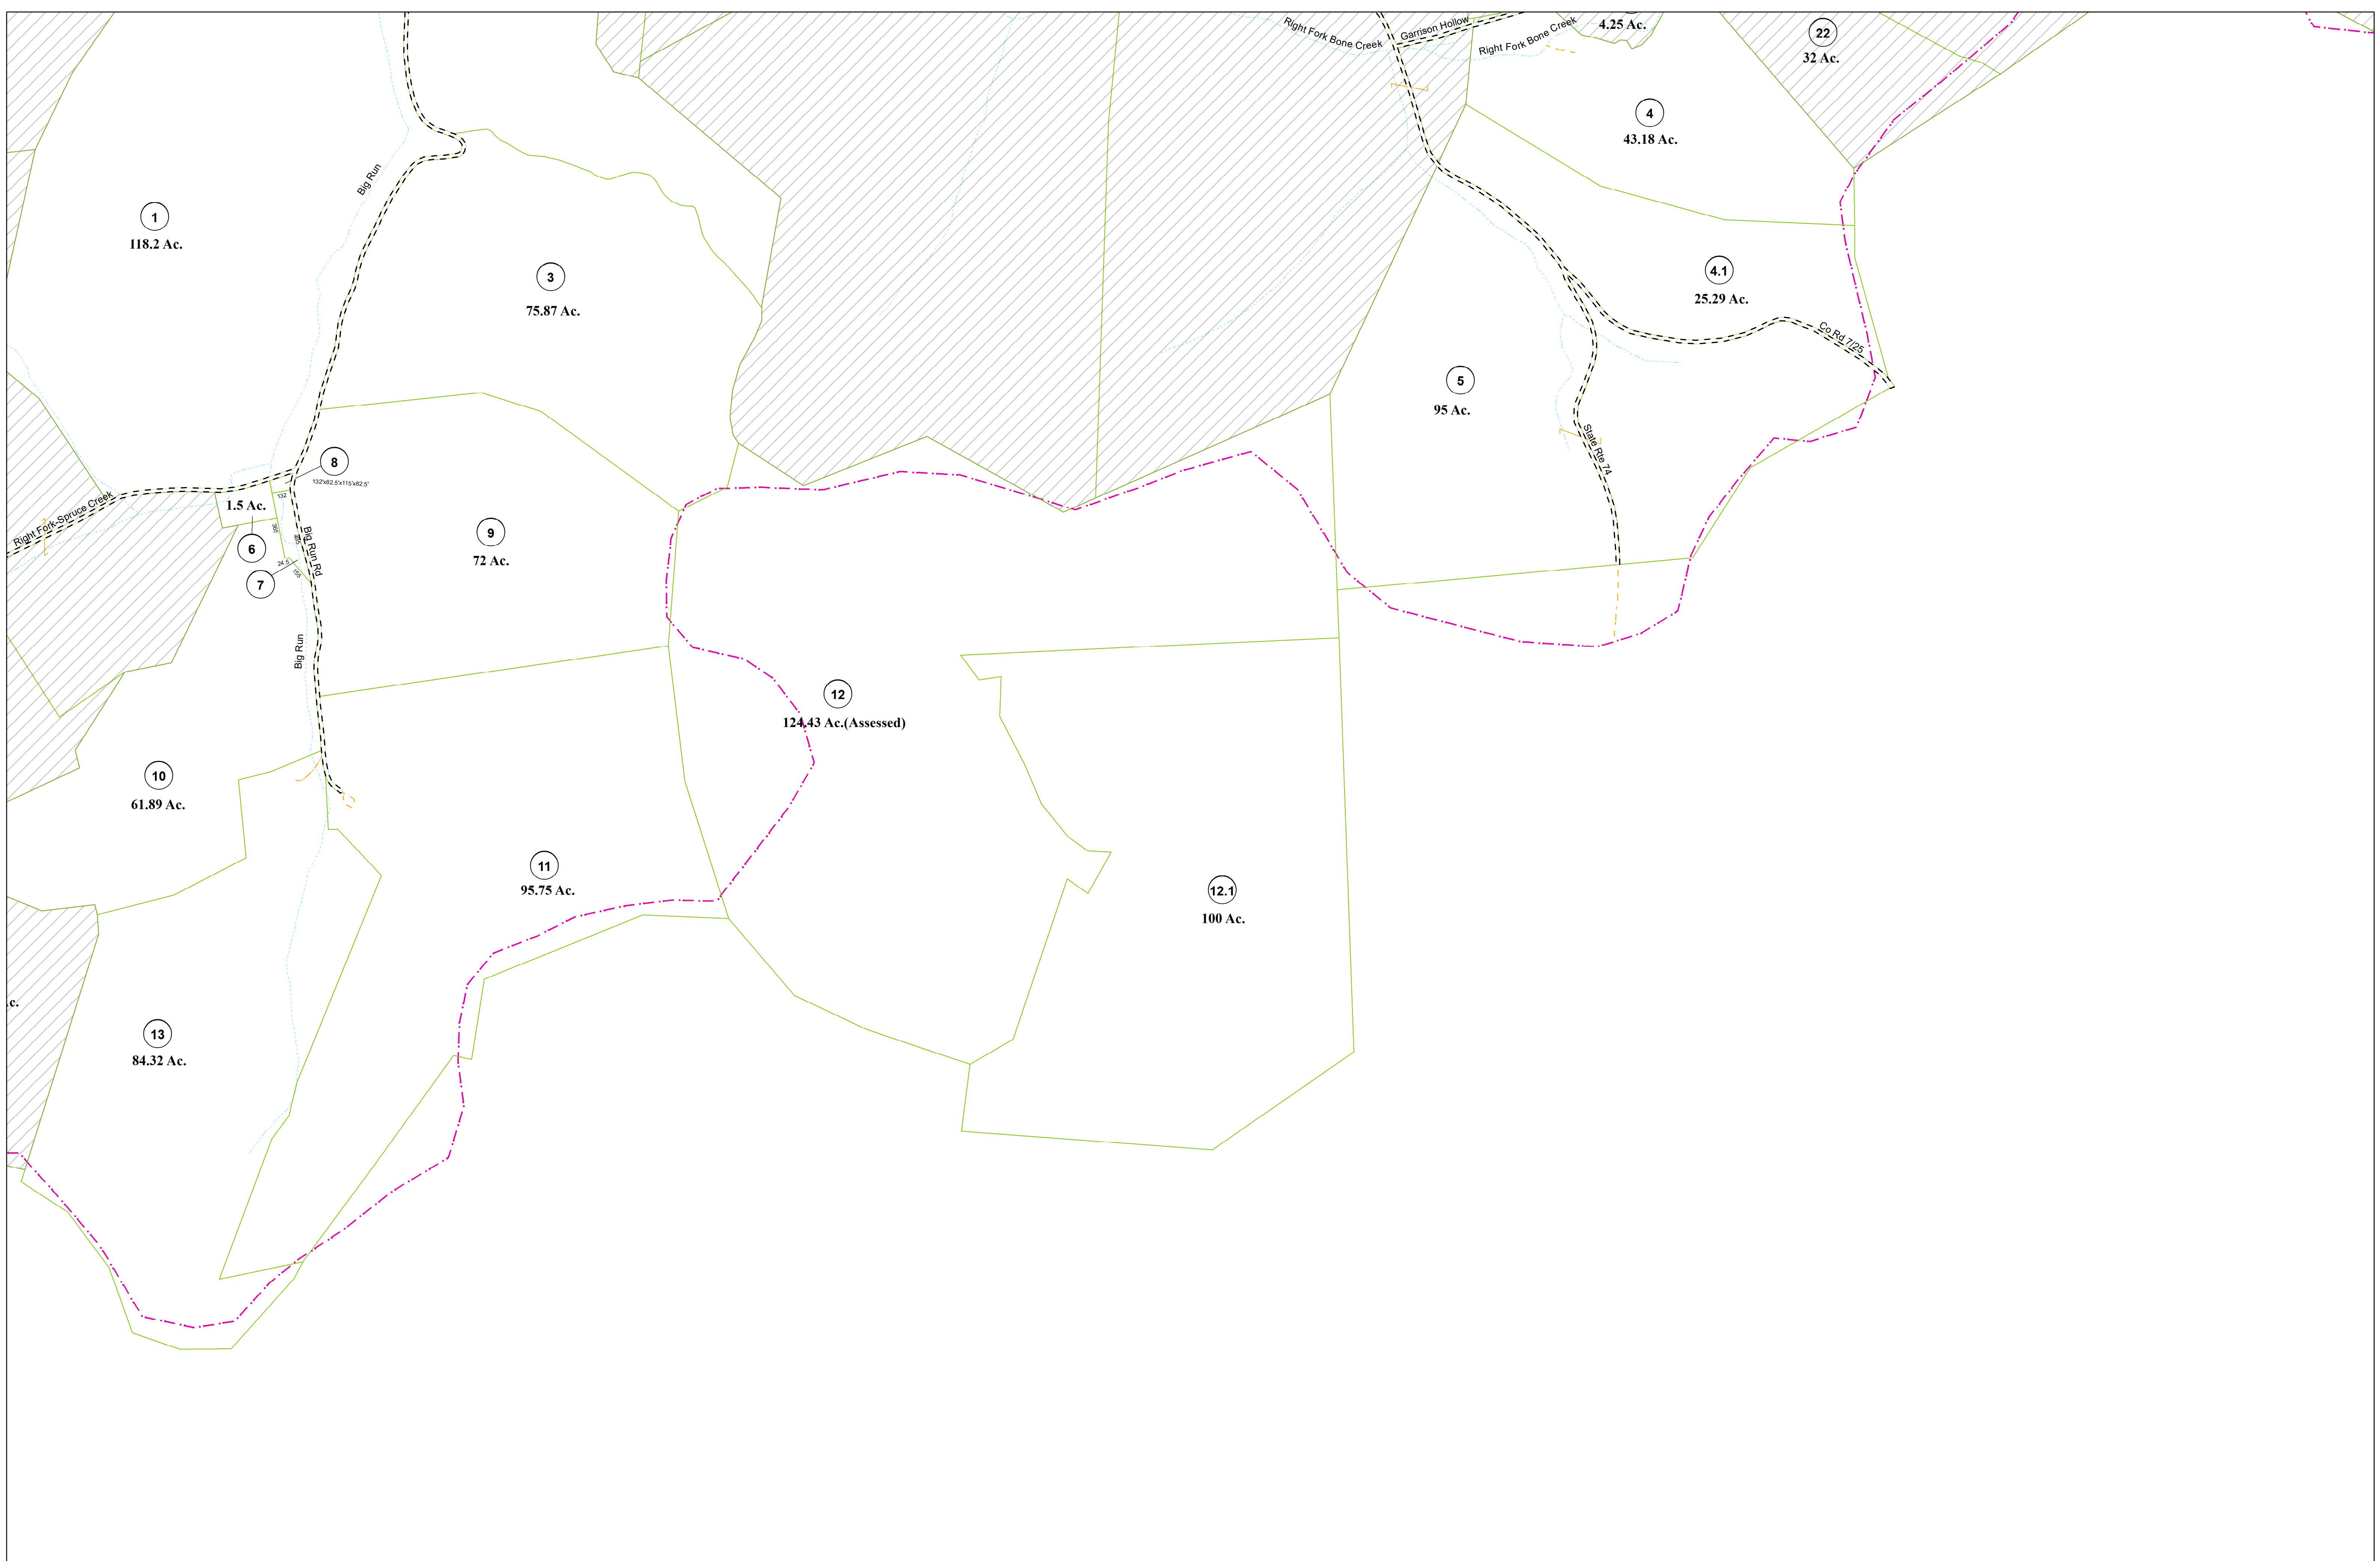 Right Fork Bone Creek
Garrison Hollow
Right Fork Bone Creek
4.25 Ac.
22
32 Ac.
4
43.18 Ac.
Big Run
1
118.2 Ac.
3
75.87 Ac.
4.1
25.29 Ac.
Co Rd 7/25
5
95 Ac.
State Rte 74
8
132'x82.5'x115'x82.5'
132
1.5 Ac.
Right Fork-Spruce Creek
6
Big Run Rd
24.5
155
7
9
72 Ac.
Big Run
12
124.43 Ac.(Assessed)
10
61.89 Ac.
11
95.75 Ac.
12.1
100 Ac.
c.
13
84.32 Ac.